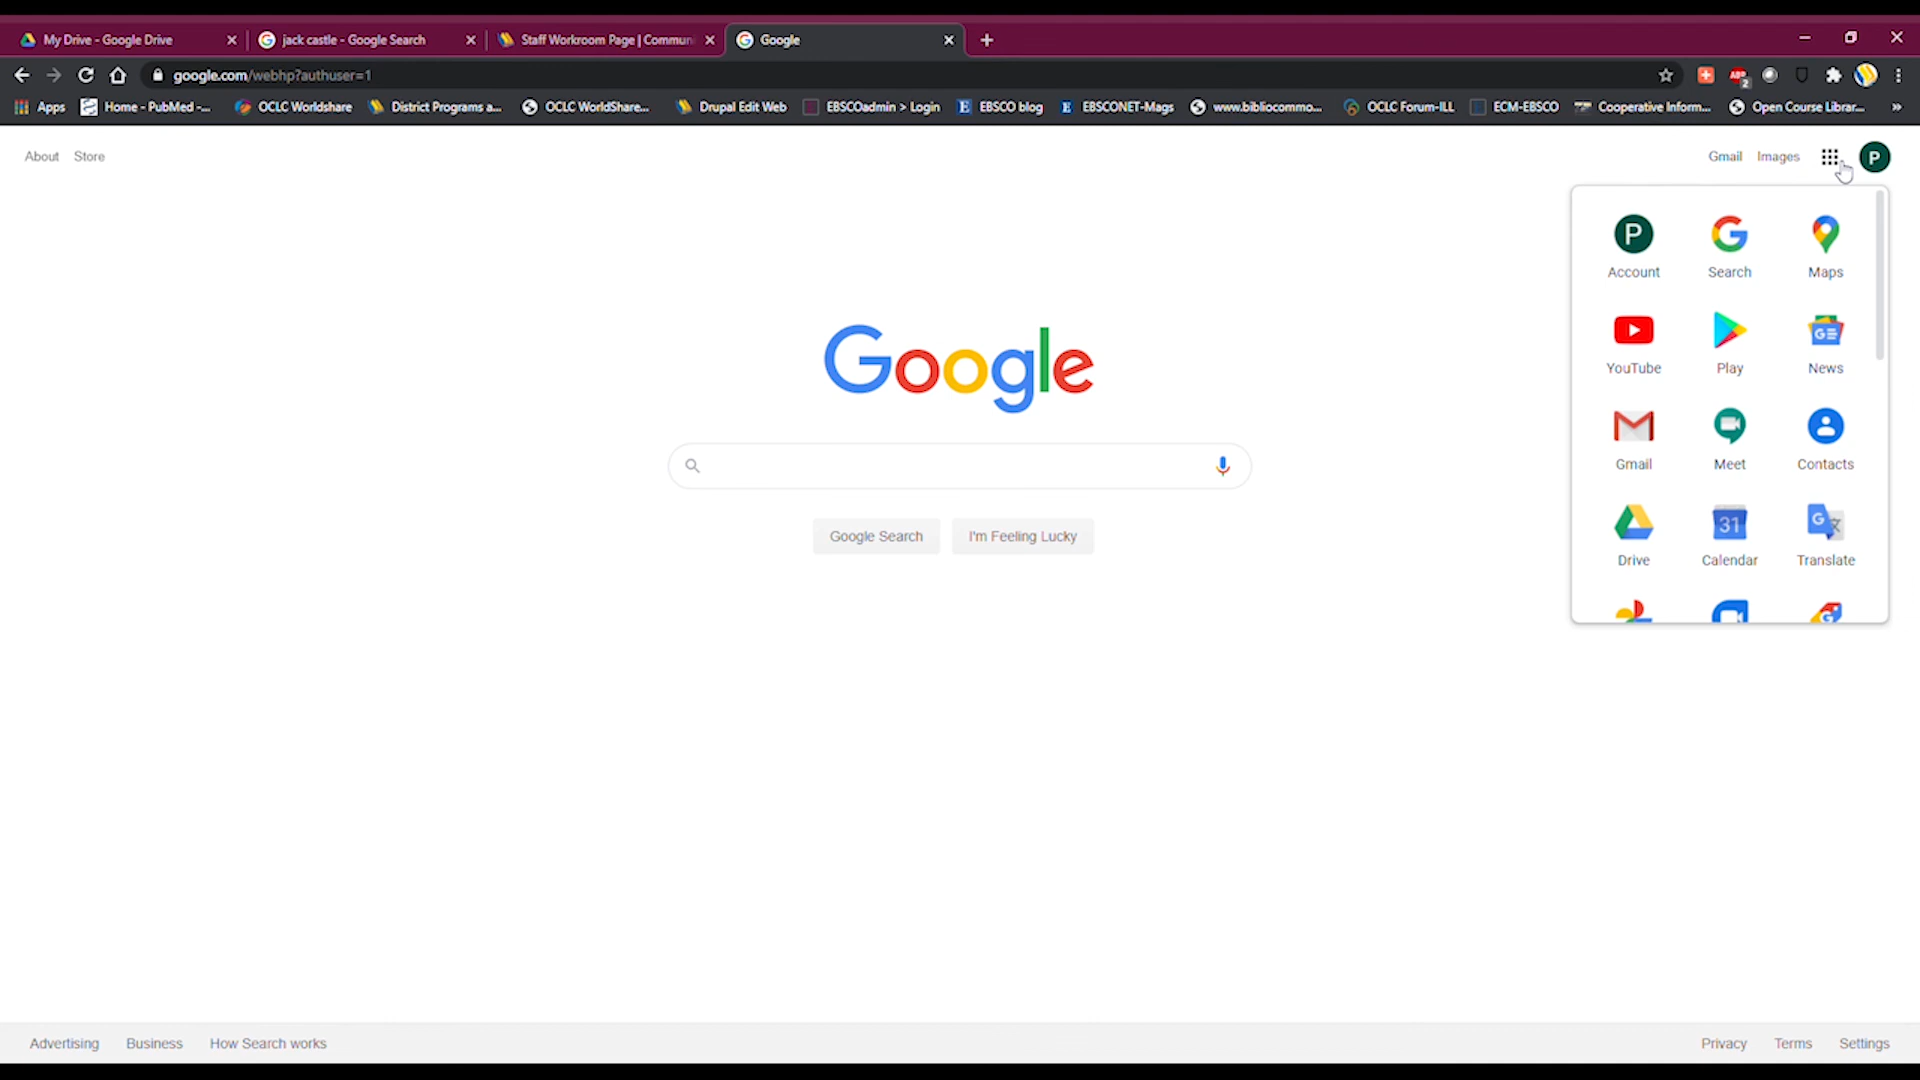 My Drive - Google Drive
jack castle - Google Search
Staff Workroom Page | Commun
Google
google.com/webhp?authuser=1
ABP
2
Apps
Home - PubMed -...
OCLC Worldshare
District Programs a...
OCLC WorldShare...
Drupal Edit Web
EBSCOadmin > Login
E EBSCO blog
E EBSCONET-Mags
www.bibliocommo...
OCLC Forum-ILL
ECM-EBSCO
Cooperative Inform...
Open Course Librar...
»
About Store
Gmail Images
P
P
Account Search Maps
GE
YouTube Play News
Gmail Meet Contacts
31
G
Drive Calendar Translate
G
Google
Google Search I'm Feeling Lucky
Advertising Business How Search works
Privacy Terms Settings